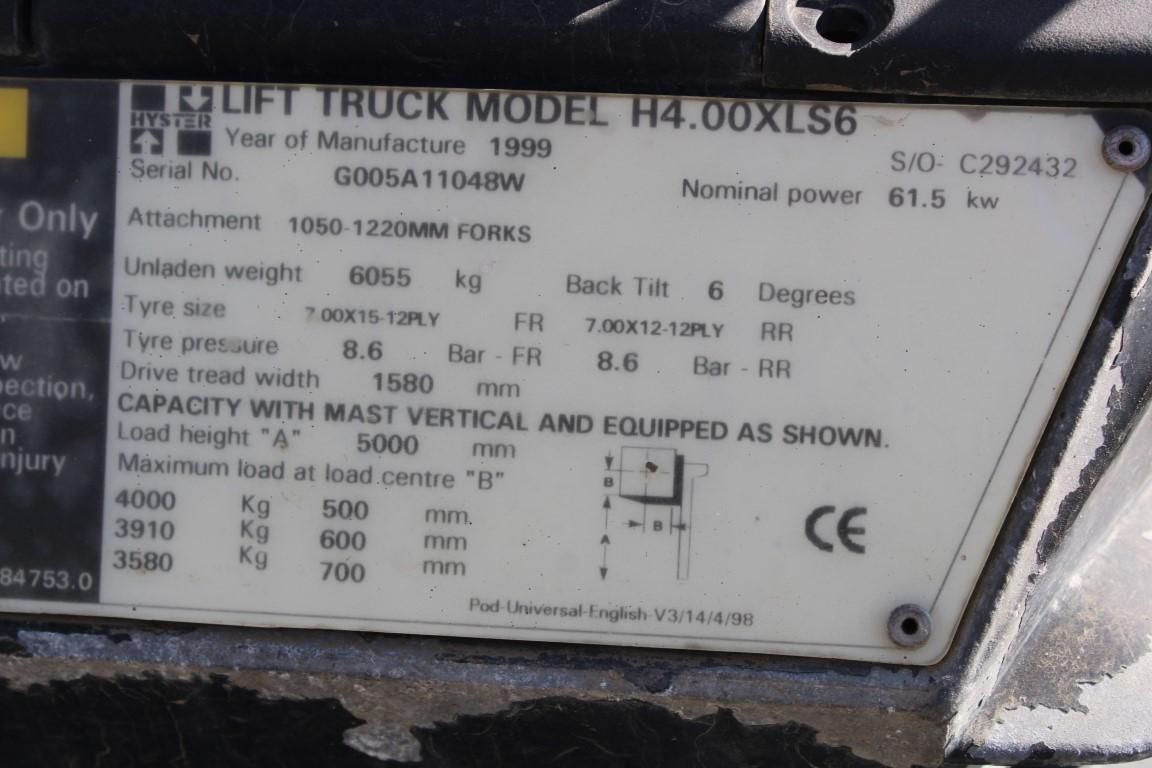 HYSTER
LIFT TRUCK MODEL H4.00XLS6
Year of Manufacture 1999
S/O- C292432
Serial No. G005A11048W
Nominal power 61.5 kw
Attachment 1050-1220MM FORKS
Unladen weight 6055 kg Back Tilt 6 Degrees
Tyre size 7.00X15-12PLY FR 7.00X12-12PLY RR
Tyre pressure 8.6 Bar - FR 8.6 Bar - RR
Drive tread width 1580 mm
CAPACITY WITH MAST VERTICAL AND EQUIPPED AS SHOWN.
Load height "A" 5000 mm
Maximum load at load centre "B"
4000 Kg 500 mm
3910 Kg 600 mm
3580 Kg 700 mm
B
B
A
CE
Pod-Universal-English-V3/14/4/98
Only
ting
ted on
w
pection,
ce
n
njury
84753.0